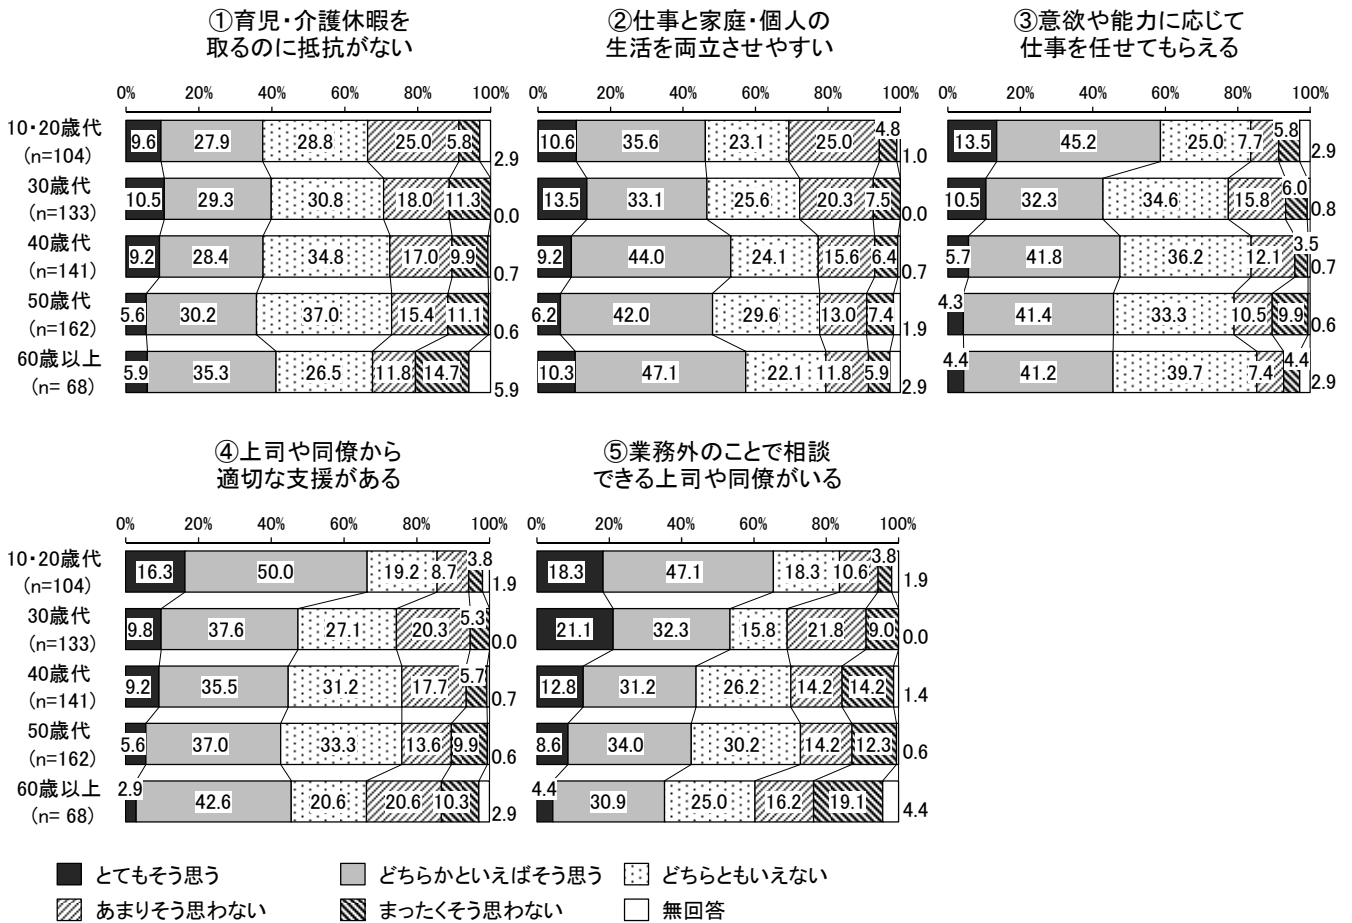 ①育児・介護休暇を
取るのに抵抗がない
0% 20% 40% 60% 80% 100%
10・20歳代
(n=104)
9.6 27.9 28.8 25.0 5.8 2.9
30歳代
(n=133)
10.5 29.3 30.8 18.0 11.3 0.0
40歳代
(n=141)
9.2 28.4 34.8 17.0 9.9 0.7
50歳代
(n=162)
5.6 30.2 37.0 15.4 11.1 0.6
60歳以上
(n= 68)
5.9 35.3 26.5 11.8 14.7 5.9
②仕事と家庭・個人の
生活を両立させやすい
0% 20% 40% 60% 80% 100%
10.6 35.6 23.1 25.0 4.8 1.0
13.5 33.1 25.6 20.3 7.5 0.0
9.2 44.0 24.1 15.6 6.4 0.7
6.2 42.0 29.6 13.0 7.4 1.9
10.3 47.1 22.1 11.8 5.9 2.9
③意欲や能力に応じて
仕事を任せてもらえる
0% 20% 40% 60% 80% 100%
13.5 45.2 25.0 7.7 5.8 2.9
10.5 32.3 34.6 15.8 6.0 0.8
5.7 41.8 36.2 12.1 3.5 0.7
4.3 41.4 33.3 10.5 9.9 0.6
4.4 41.2 39.7 7.4 4.4 2.9
④上司や同僚から
適切な支援がある
0% 20% 40% 60% 80% 100%
10・20歳代
(n=104)
16.3 50.0 19.2 8.7 3.8 1.9
30歳代
(n=133)
9.8 37.6 27.1 20.3 5.3 0.0
40歳代
(n=141)
9.2 35.5 31.2 17.7 5.7 0.7
50歳代
(n=162)
5.6 37.0 33.3 13.6 9.9 0.6
60歳以上
(n= 68)
2.9 42.6 20.6 20.6 10.3 2.9
⑤業務外のことで相談
できる上司や同僚がいる
0% 20% 40% 60% 80% 100%
18.3 47.1 18.3 10.6 3.8 1.9
21.1 32.3 15.8 21.8 9.0 0.0
12.8 31.2 26.2 14.2 14.2 1.4
8.6 34.0 30.2 14.2 12.3 0.6
4.4 30.9 25.0 16.2 19.1 4.4
とてもそう思う どちらかといえばそう思う どちらともいえない
あまりそう思わない まったくそう思わない 無回答